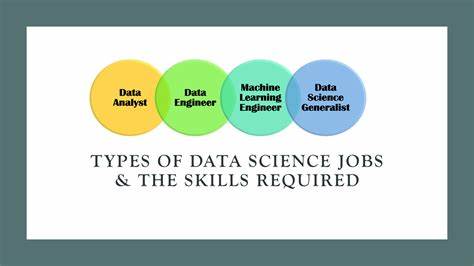 Data
Analyst
Data
Engineer
Machine
Learning
Engineer
Data
Science
Generalist
TYPES OF DATA SCIENCE JOBS
& THE SKILLS REQUIRED